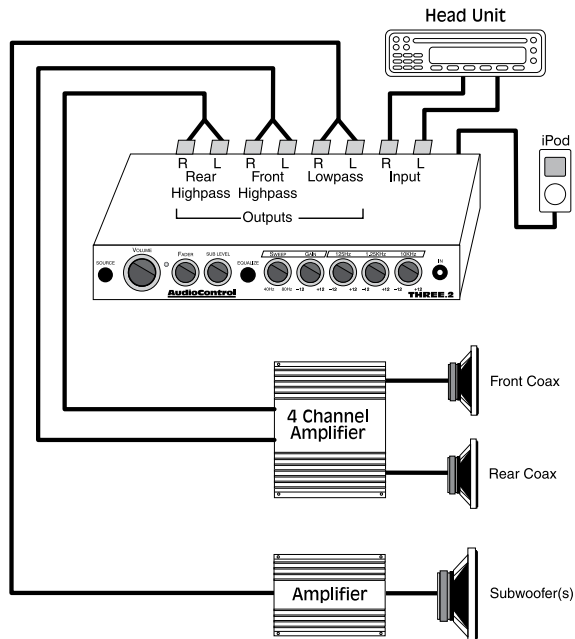 Head Unit
iPod
R L R L R L R L
Rear Highpass
Front Highpass
Lowpass
Input
Outputs
SOURCE
VOLUME
FADER
SUB LEVEL
EQUALIZE
SWEEP
GAIN
125Hz
1.25KHz
10KHz
IN
40Hz 80Hz -12 +12 -12 +12 -12 +12 -12 +12
AudioControl
THREE.2
4 Channel
Amplifier
Front Coax
Rear Coax
Amplifier
Subwoofer(s)